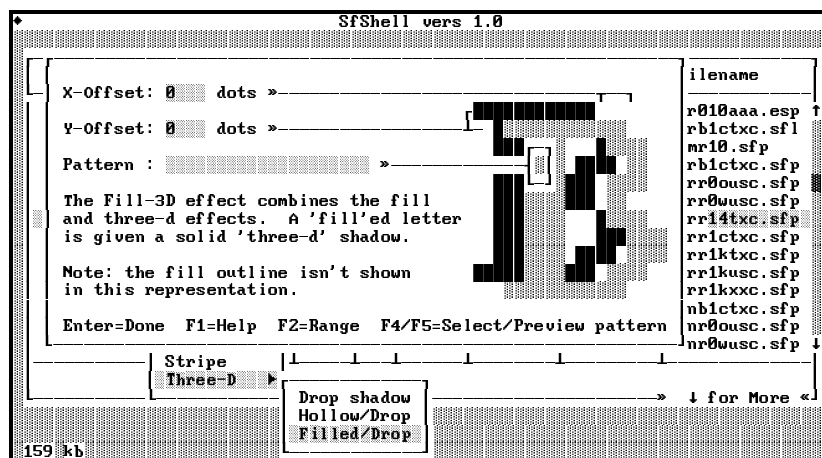 SfShell vers 1.0
ilename
X-Offset: 0 dots »
r010aaa.esp ↑
Y-Offset: 0 dots »
rb1ctxc.sfl
mr10.sfp
Pattern : »
rb1ctxc.sfp
rr0ousc.sfp
The Fill-3D effect combines the fill
rr0wusc.sfp
and three-d effects. A 'fill'ed letter
rr14txc.sfp
is given a solid 'three-d' shadow.
rr1ctxc.sfp
rr1ktxc.sfp
Note: the fill outline isn't shown
rr1kusc.sfp
in this representation.
rr1kxxc.sfp
nb1ctxc.sfp
Enter=Done F1=Help F2=Range F4/F5=Select/Preview pattern
nr0ousc.sfp
nr0wusc.sfp ↓
Stripe
Three-D ►
Drop shadow
» ↓ for More «
Hollow/Drop
Filled/Drop
159 kb